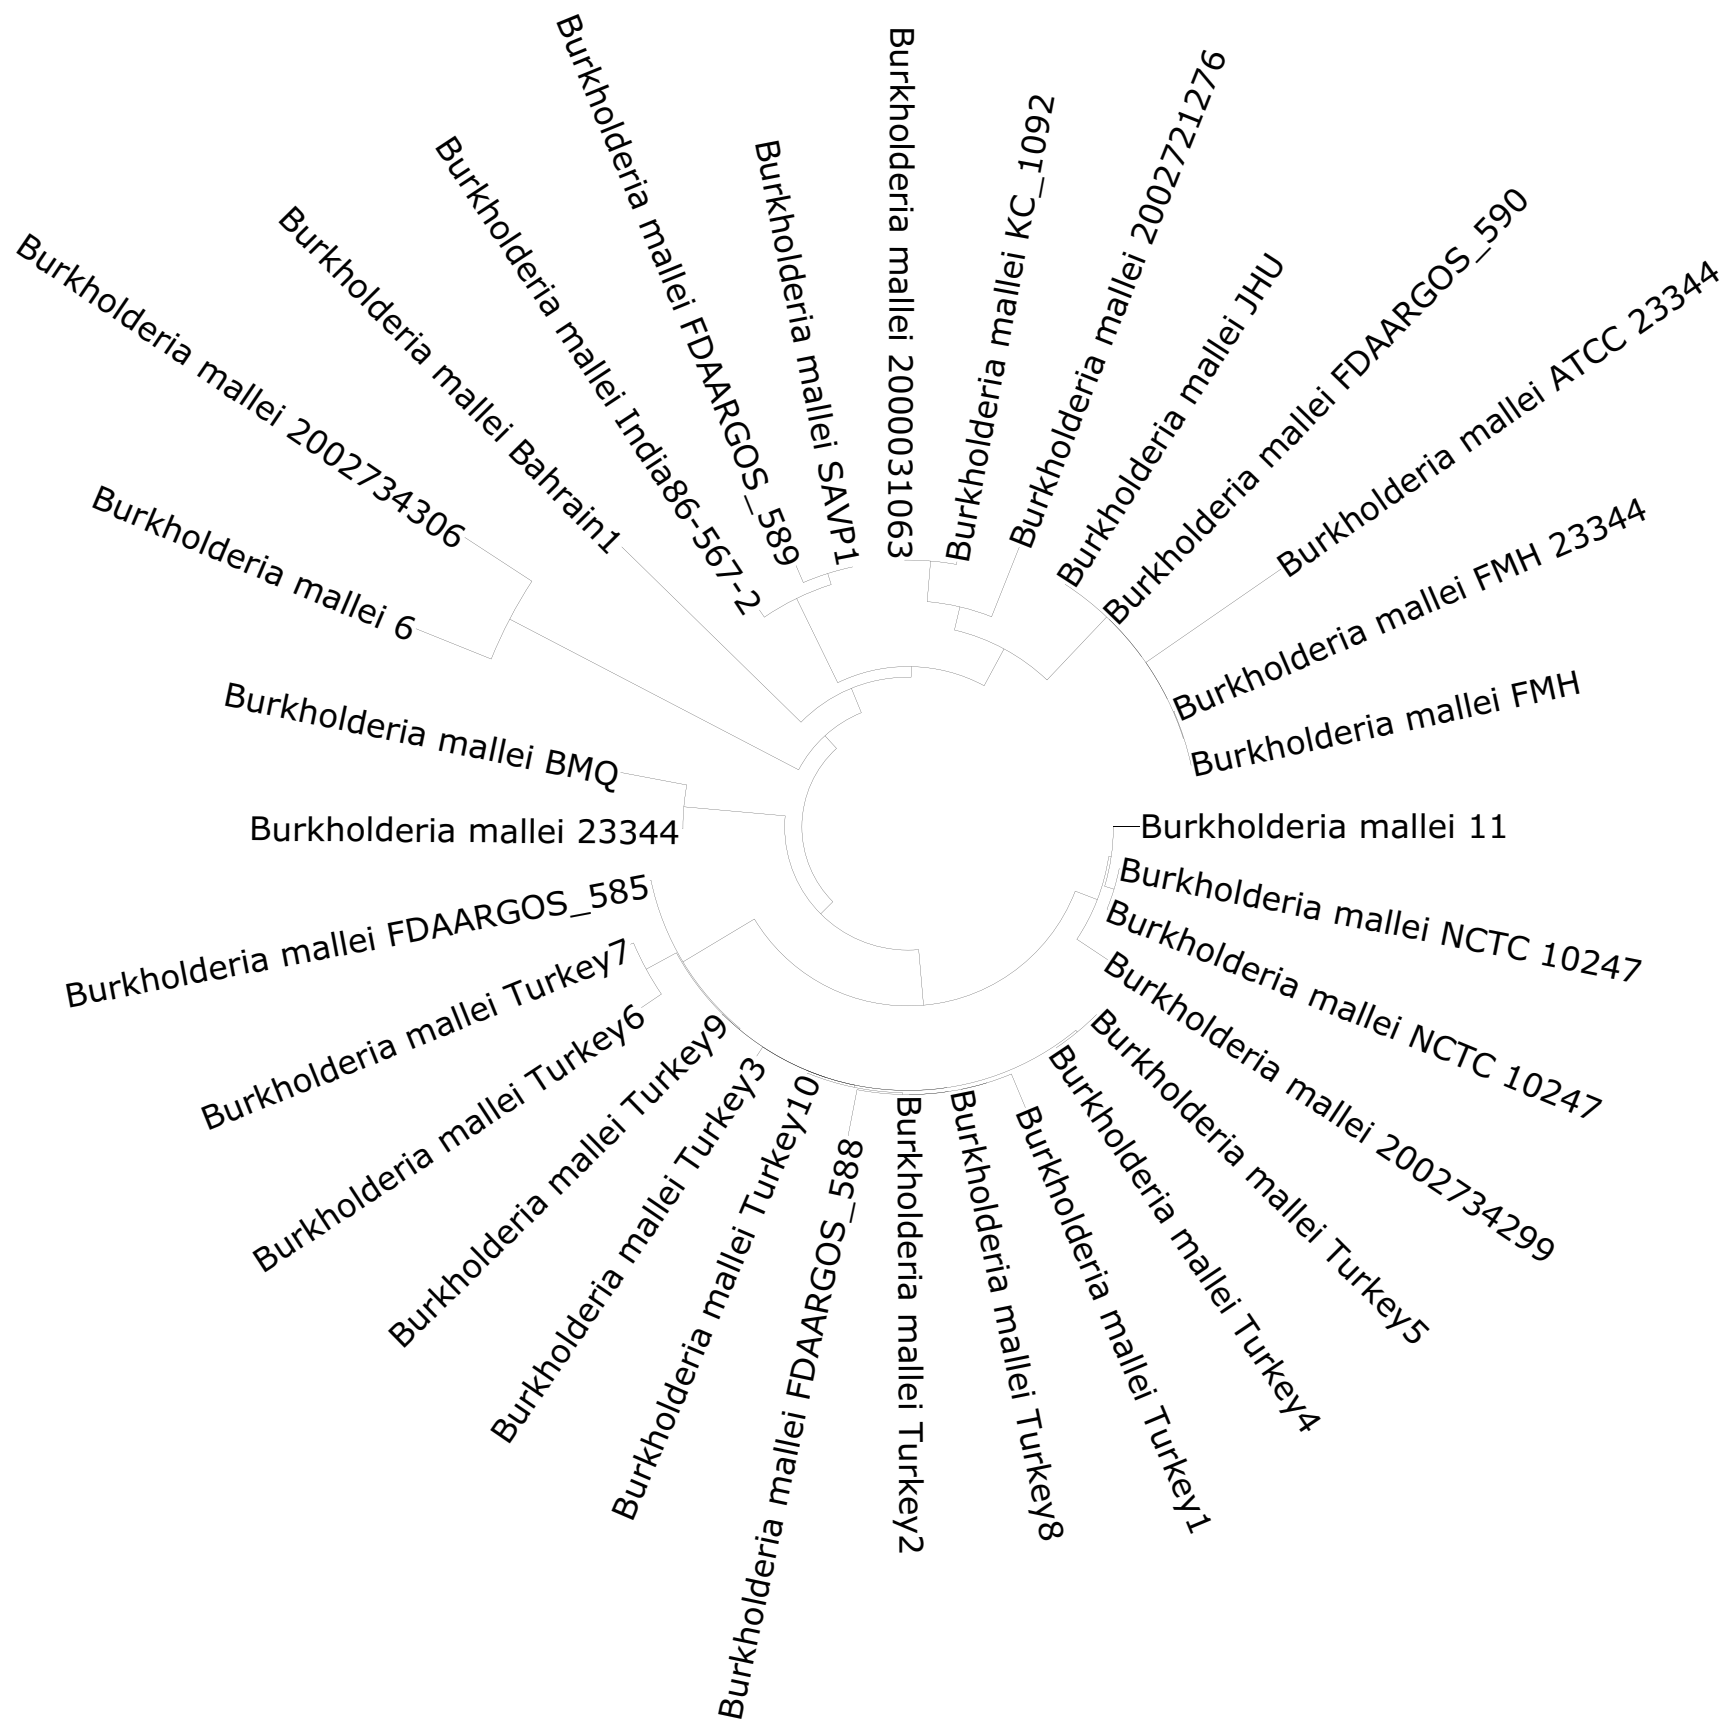 Burkholderia mallei 2000031063
Burkholderia mallei KC_1092
Burkholderia mallei 2002721276
Burkholderia mallei JHU
Burkholderia mallei FDAARGOS_590
Burkholderia mallei ATCC 23344
Burkholderia mallei FMH 23344
Burkholderia mallei FMH
Burkholderia mallei 11
Burkholderia mallei NCTC 10247
Burkholderia mallei NCTC 10247
Burkholderia mallei 2002734299
Burkholderia mallei Turkey5
Burkholderia mallei Turkey4
Burkholderia mallei Turkey1
Burkholderia mallei Turkey8
Burkholderia mallei Turkey2
Burkholderia mallei FDAARGOS_588
Burkholderia mallei Turkey10
Burkholderia mallei Turkey3
Burkholderia mallei Turkey9
Burkholderia mallei Turkey6
Burkholderia mallei Turkey7
Burkholderia mallei FDAARGOS_585
Burkholderia mallei 23344
Burkholderia mallei BMQ
Burkholderia mallei 6
Burkholderia mallei 2002734306
Burkholderia mallei Bahrain1
Burkholderia mallei India86-567-2
Burkholderia mallei FDAARGOS_589
Burkholderia mallei SAVP1